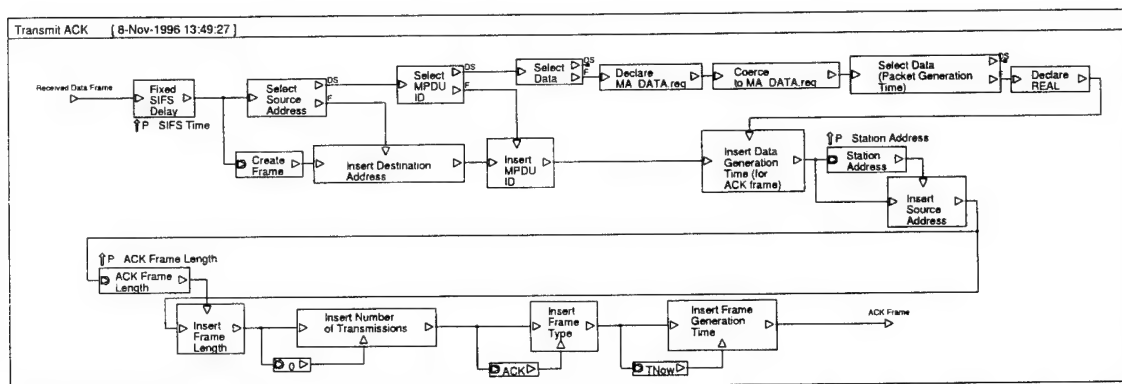 Transmit ACK [ 8-Nov-1996 13:49:27 ]
Received Data Frame
Fixed
SIFS
Delay
⇑P SIFS Time
Select
Source
Address
DS
F
Select
MPDU
ID
DS
F
Select
Data
DS
F
Declare
MA_DATA.req
Coerce
to MA_DATA.req
Select Data
(Packet Generation
Time)
DS
F
Declare
REAL
Create
Frame
Insert Destination
Address
Insert
MPDU
ID
Insert Data
Generation
Time (for
ACK frame)
⇑P Station Address
Station
Address
Insert
Source
Address
⇑P ACK Frame Length
ACK Frame
Length
Insert
Frame
Length
0
Insert Number
of Transmissions
ACK
Insert
Frame
Type
TNow
Insert Frame
Generation
Time
ACK Frame